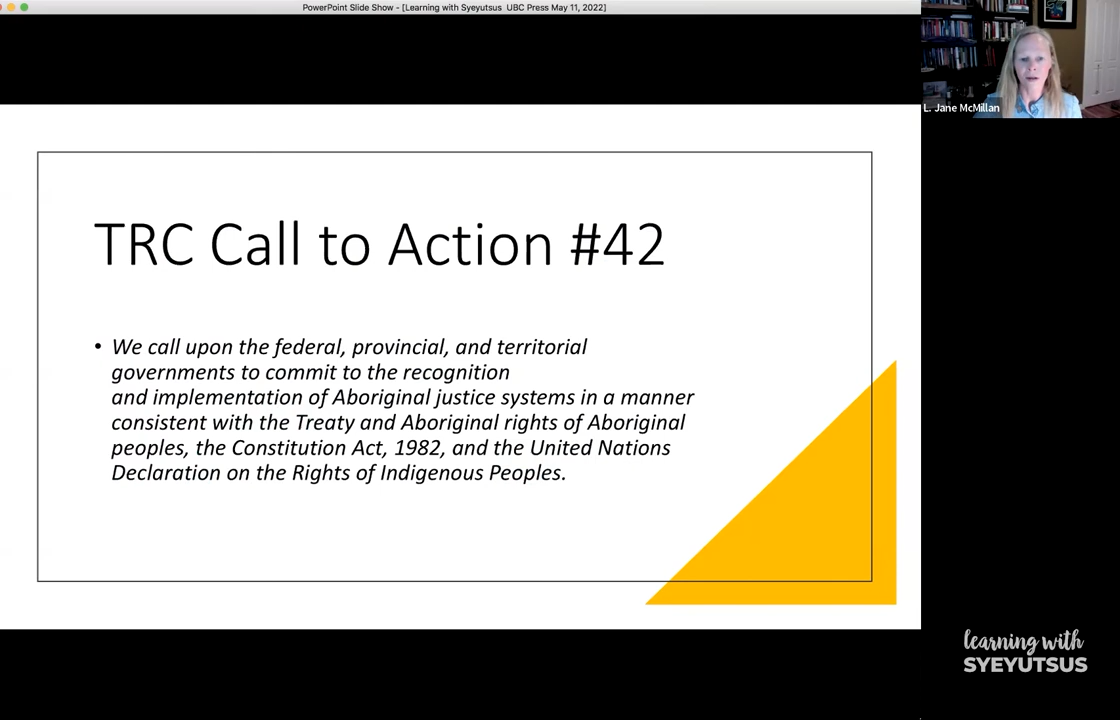 PowerPoint Slide Show - [Learning with Syeyutsus UBC Press May 11, 2022]
L. Jane McMillan
TRC Call to Action #42
• We call upon the federal, provincial, and territorial
governments to commit to the recognition
and implementation of Aboriginal justice systems in a manner
consistent with the Treaty and Aboriginal rights of Aboriginal
peoples, the Constitution Act, 1982, and the United Nations
Declaration on the Rights of Indigenous Peoples.
learning with
SYEYUTSUS